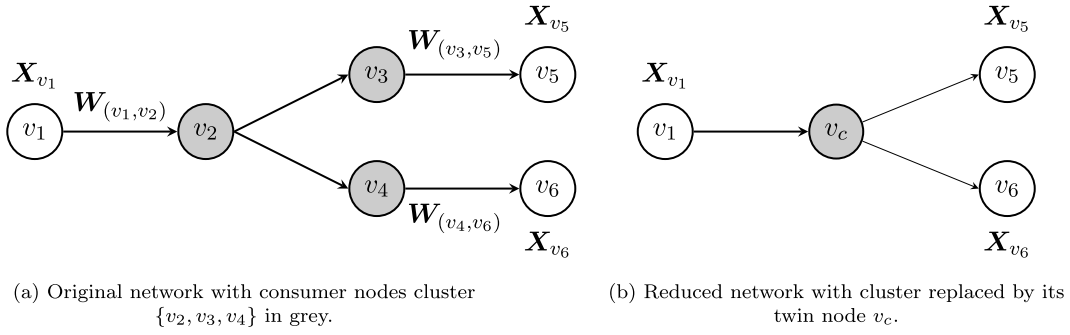 X_{v_5}
W_{(v_3,v_5)}
v_3
v_5
X_{v_1}
W_{(v_1,v_2)}
v_1
v_2
v_4
v_6
W_{(v_4,v_6)}
X_{v_6}
(a) Original network with consumer nodes cluster
{v_2, v_3, v_4} in grey.
X_{v_5}
v_5
X_{v_1}
v_1
v_c
v_6
X_{v_6}
(b) Reduced network with cluster replaced by its
twin node v_c.